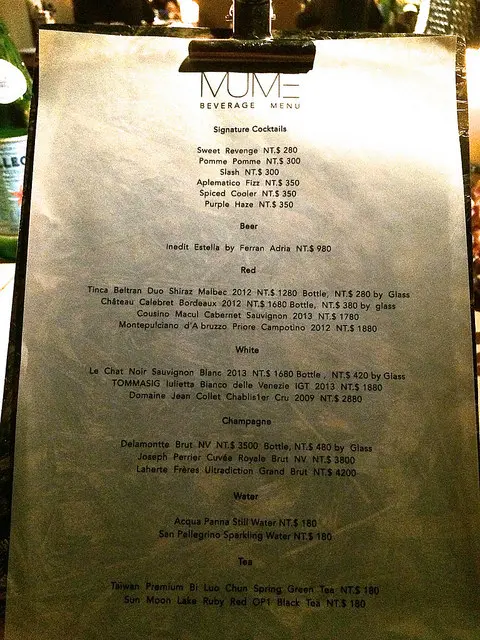 MUME
BEVERAGE MENU
Signature Cocktails
Sweet Revenge NT.$ 280
Pomme Pomme NT.$ 300
Slash NT.$ 300
Aplematico Fizz NT.$ 350
Spiced Cooler NT.$ 350
Purple Haze NT.$ 350
Beer
Inedit Estella by Ferran Adria NT.$ 980
Red
Tinca Beltran Duo Shiraz Malbec 2012 NT.$ 1280 Bottle, NT.$ 280 by Glass
Château Calebret Bordeaux 2012 NT.$ 1680 Bottle, NT.$ 380 by glass
Cousino Macul Cabernet Sauvignon 2013 NT.$ 1780
Montepulciano d'A bruzzo Priore Campotino 2012 NT.$ 1880
White
Le Chat Noir Sauvignon Blanc 2013 NT.$ 1680 Bottle , NT.$ 420 by Glass
TOMMASIG Iulietta Bianco delle Venezie IGT 2013 NT.$ 1880
Domaine Jean Collet Chablis1er Cru 2009 NT.$ 2880
Champagne
Delamontte Brut NV NT.$ 3500 Bottle, NT.$ 480 by Glass
Joseph Perrier Cuvée Royale Brut NV NT.$ 3800
Laherte Frères Ultradiction Grand Brut NT.$ 4200
Water
Acqua Panna Still Water NT.$ 180
San Pellegrino Sparkling Water NT.$ 180
Tea
Taiwan Premium Bi Luo Chun Spring Green Tea NT.$ 180
Sun Moon Lake Ruby Red OP1 Black Tea NT.$ 180